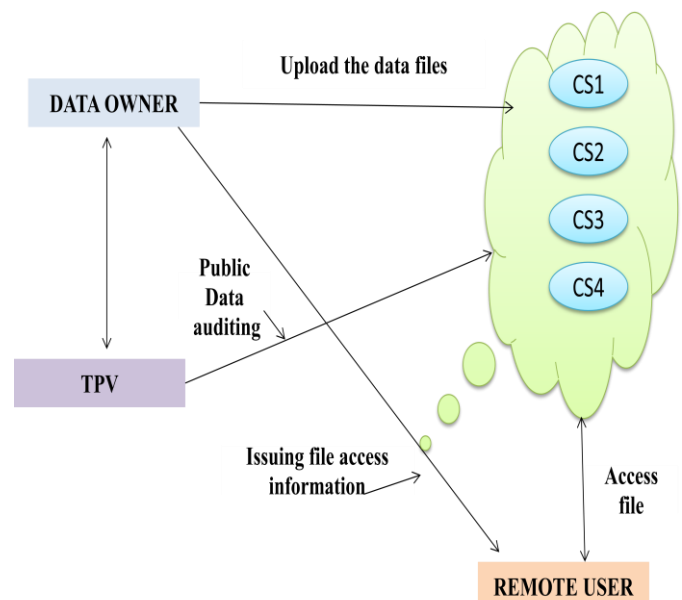 Upload the data files
DATA OWNER
CS1
CS2
CS3
CS4
Public
Data
auditing
TPV
Issuing file access
information
Access
file
REMOTE USER